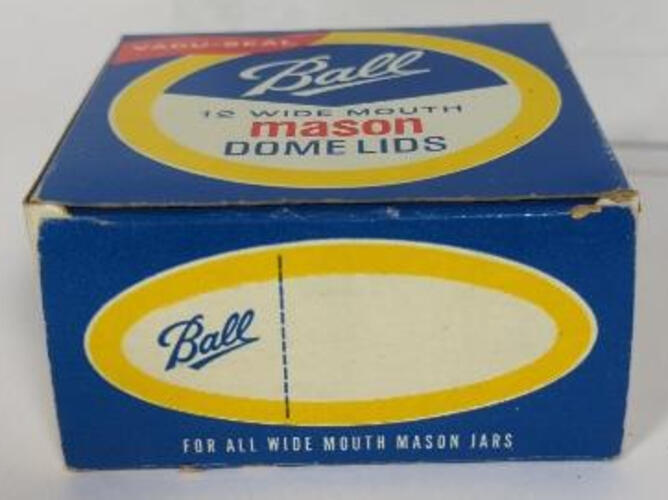 VACU-SEAL
Ball
12 WIDE MOUTH
mason
DOME LIDS
Ball
FOR ALL WIDE MOUTH MASON JARS